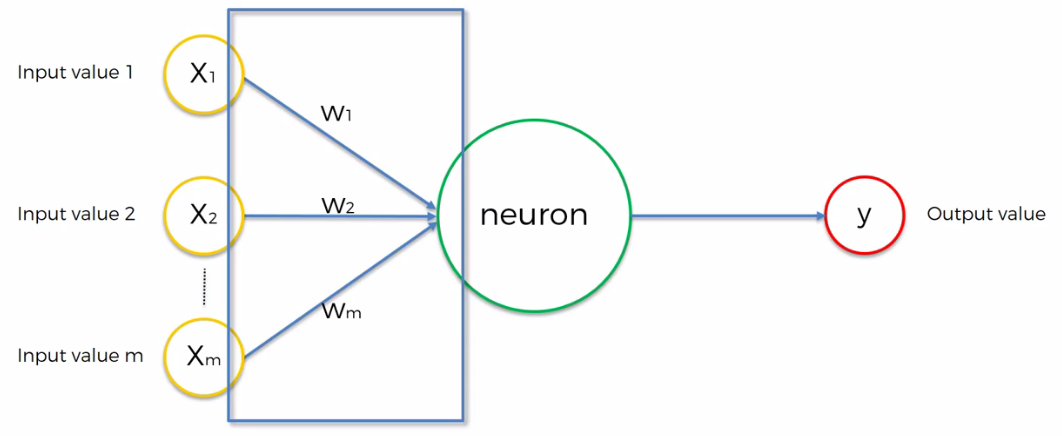 Input value 1
X1
W1
Input value 2
X2
W2
neuron
y
Output value
Wm
Input value m
Xm